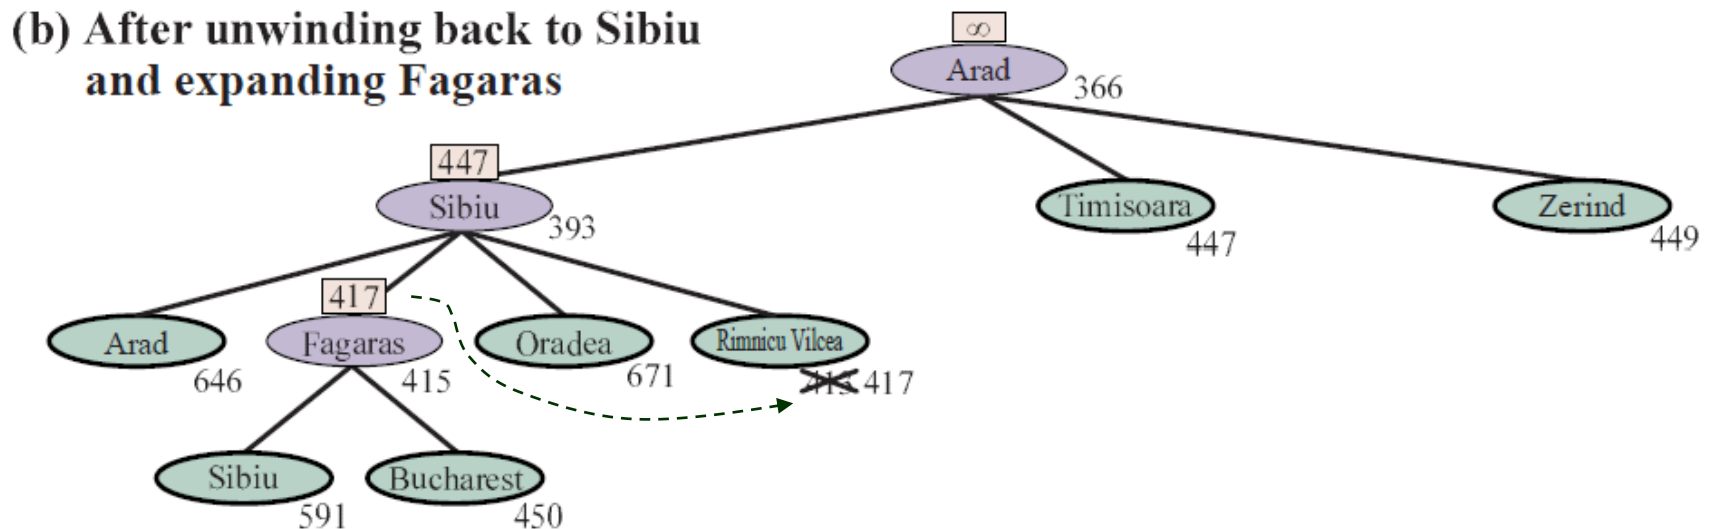 (b) After unwinding back to Sibiu
and expanding Fagaras
∞
Arad
366
447
Sibiu
393
Timisoara
447
Zerind
449
417
Arad
646
Fagaras
415
Oradea
671
Rimnicu Vilcea
413 417
Sibiu
591
Bucharest
450